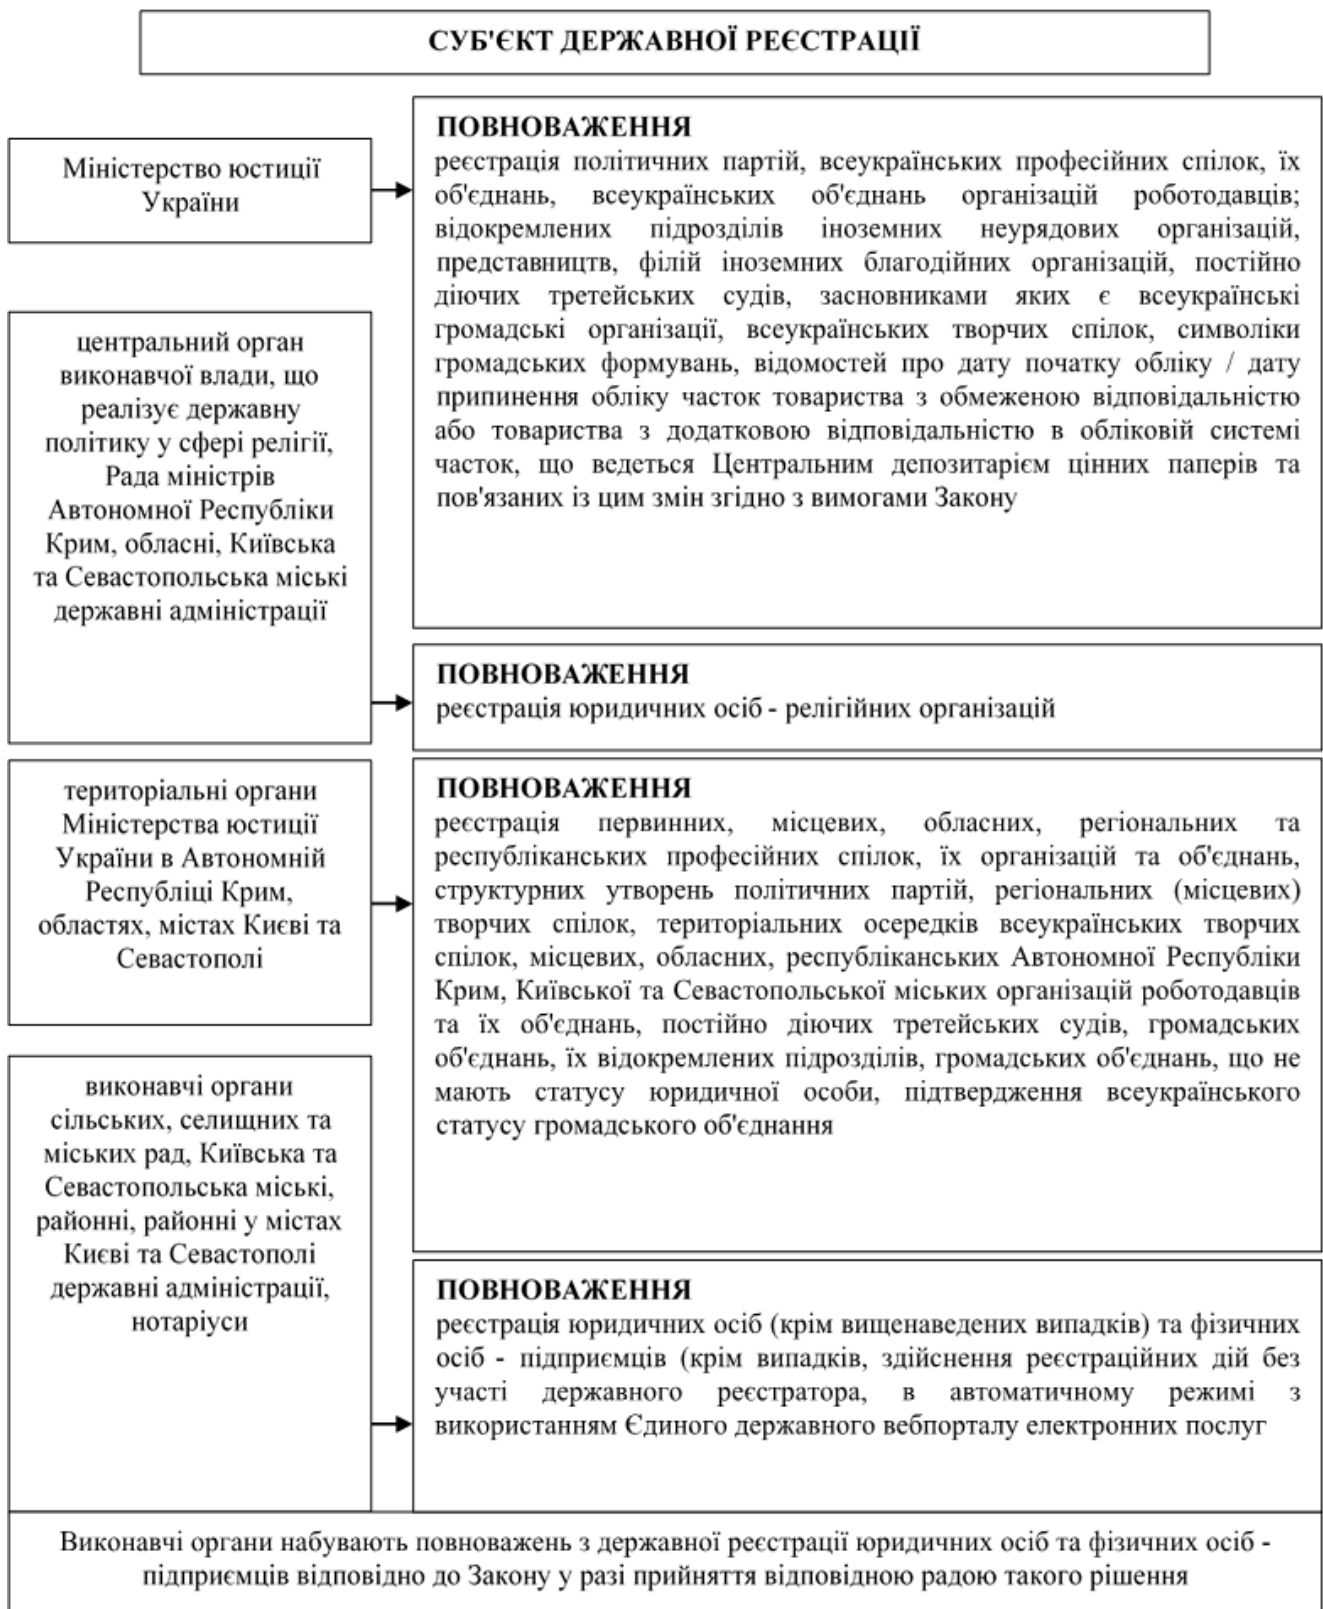 СУБ'ЄКТ ДЕРЖАВНОЇ РЕЄСТРАЦІЇ
Міністерство юстиції
України
ПОВНОВАЖЕННЯ
реєстрація політичних партій, всеукраїнських професійних спілок, їх
об'єднань, всеукраїнських об'єднань організацій роботодавців;
відокремлених підрозділів іноземних неурядових організацій,
представництв, філій іноземних благодійних організацій, постійно
діючих третейських судів, засновниками яких є всеукраїнські
громадські організації, всеукраїнських творчих спілок, символіки
громадських формувань, відомостей про дату початку обліку / дату
припинення обліку часток товариства з обмеженою відповідальністю
або товариства з додатковою відповідальністю в обліковій системі
часток, що ведеться Центральним депозитарієм цінних паперів та
пов'язаних із цим змін згідно з вимогами Закону
центральний орган
виконавчої влади, що
реалізує державну
політику у сфері релігії,
Рада міністрів
Автономної Республіки
Крим, обласні, Київська
та Севастопольська міські
державні адміністрації
ПОВНОВАЖЕННЯ
реєстрація юридичних осіб - релігійних організацій
територіальні органи
Міністерства юстиції
України в Автономній
Республіці Крим,
областях, містах Києві та
Севастополі
ПОВНОВАЖЕННЯ
реєстрація первинних, місцевих, обласних, регіональних та
республіканських професійних спілок, їх організацій та об'єднань,
структурних утворень політичних партій, регіональних (місцевих)
творчих спілок, територіальних осередків всеукраїнських творчих
спілок, місцевих, обласних, республіканських Автономної Республіки
Крим, Київської та Севастопольської міських організацій роботодавців
та їх об'єднань, постійно діючих третейських судів, громадських
об'єднань, їх відокремлених підрозділів, громадських об'єднань, що не
мають статусу юридичної особи, підтвердження всеукраїнського
статусу громадського об'єднання
виконавчі органи
сільських, селищних та
міських рад, Київська та
Севастопольська міські,
районні, районні у містах
Києві та Севастополі
державні адміністрації,
нотаріуси
ПОВНОВАЖЕННЯ
реєстрація юридичних осіб (крім вищенаведених випадків) та фізичних
осіб - підприємців (крім випадків, здійснення реєстраційних дій без
участі державного реєстратора, в автоматичному режимі з
використанням Єдиного державного вебпорталу електронних послуг
Виконавчі органи набувають повноважень з державної реєстрації юридичних осіб та фізичних осіб -
підприємців відповідно до Закону у разі прийняття відповідною радою такого рішення